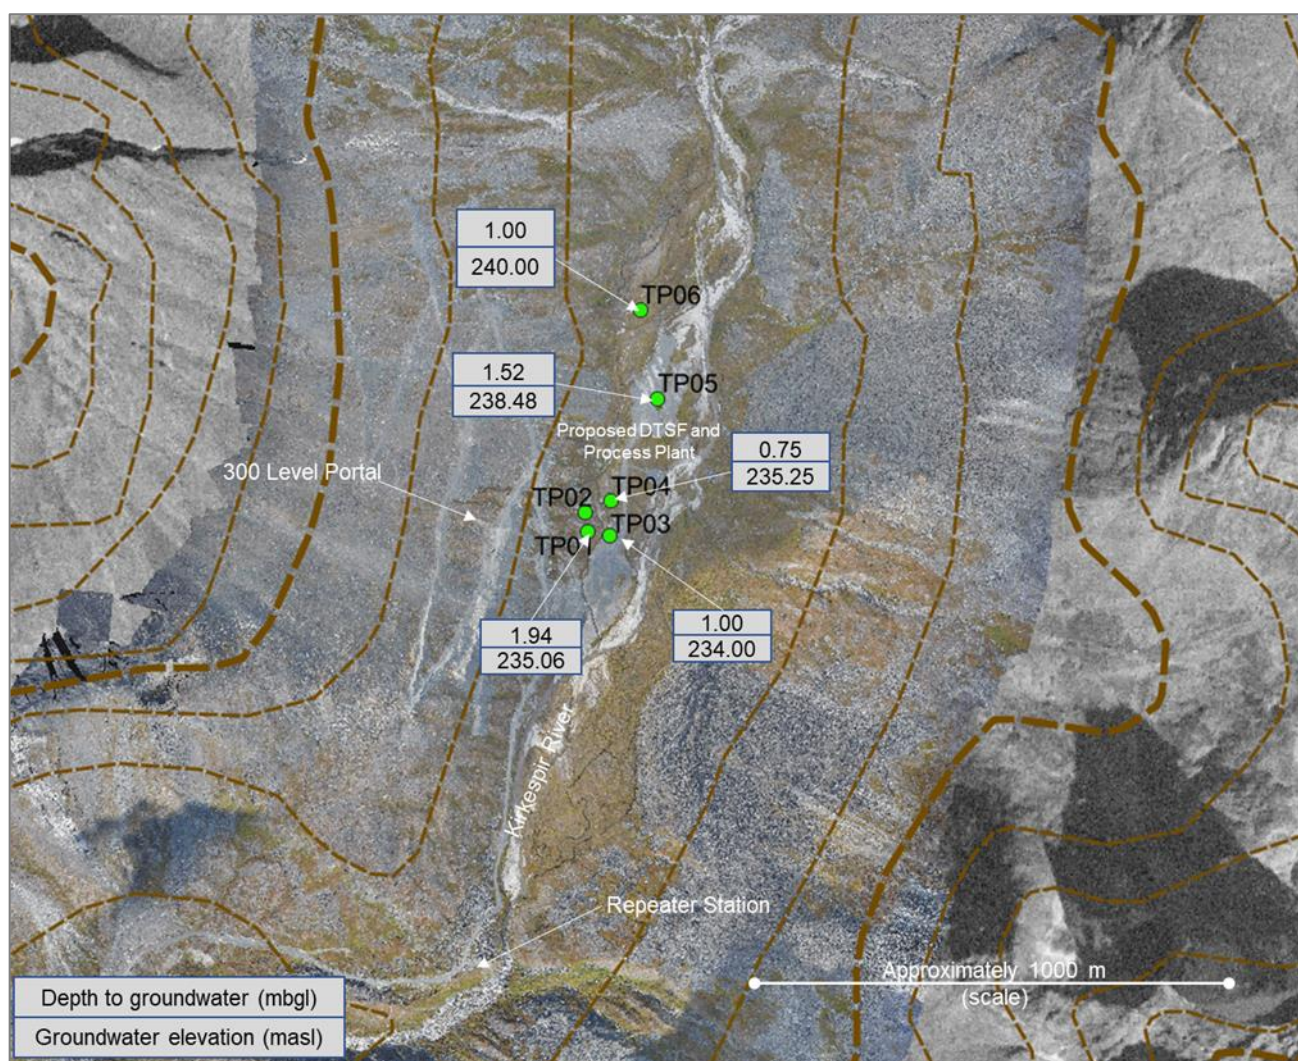 1.00
240.00
TP06
1.52
238.48
TP05
Proposed DTSF and
Process Plant
0.75
235.25
300 Level Portal
TP02
TP04
TP03
TP01
1.94
235.06
1.00
234.00
Kirkespir River
Repeater Station
Approximately 1000 m
(scale)
Depth to groundwater (mbgl)
Groundwater elevation (masl)